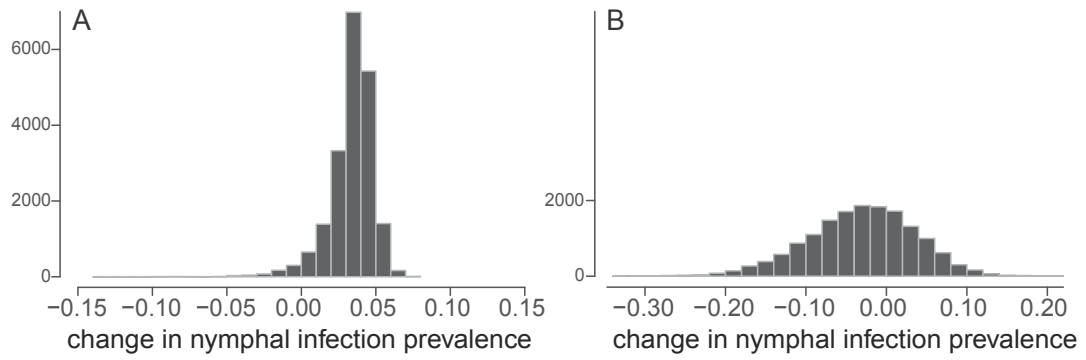 A
6000
4000
2000
0
−0.15 −0.10 −0.05 0.00 0.05 0.10 0.15
change in nymphal infection prevalence
B
2000
0
−0.30 −0.20 −0.10 0.00 0.10 0.20
change in nymphal infection prevalence